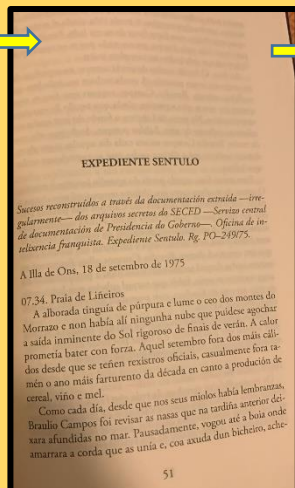 EXPEDIENTE SENTULO
Sucesos reconstruídos a través da documentación extraída —irre-
gularmente— dos arquivos secretos do SECED —Servizo central
de documentación de Presidencia do Goberno—. Oficina de in-
telixencia franquista. Expediente Sentulo. Rg. PO–249175.
A Illa de Ons, 18 de setembro de 1975
07.34. Praia de Liñeiros
A alborada tinguía de púrpura e lume o ceo dos montes do
Morrazo e non había alí ningunha nube que puidese agochar
a saída inminente do Sol rigoroso de finais de verán. A calor
prometía bater con forza. Aquel setembro fora dos máis cáli-
dos desde que se teñen rexistros oficiais, casualmente fora ta-
mén o ano máis farturento da década en canto a produción de
cereal, viño e mel.
Como cada día, desde que nos seus miolos había lembranzas,
Braulio Campos foi revisar as nasas que na tardiña anterior dei-
xara afundidas no mar. Pausadamente, vogou até a boia onde
amarrara a corda que as unía e, coa axuda dun bicheiro, ache-
51